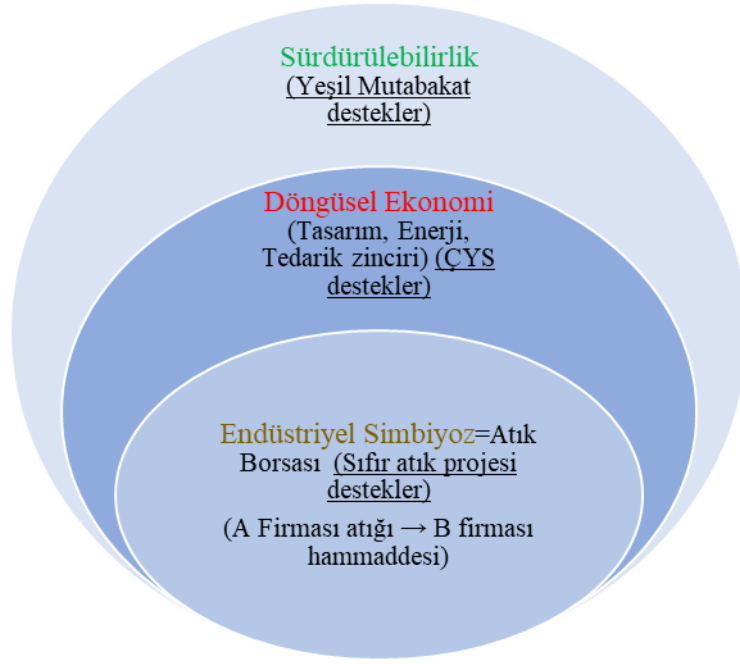 Sürdürülebilirlik
(Yeşil Mutabakat
destekler)
Döngüsel Ekonomi
(Tasarım, Enerji,
Tedarik zinciri) (ÇYS
destekler)
Endüstriyel Simbiyoz=Atık
Borsası (Sıfır atık projesi
destekler)
(A Firması atığı → B firması
hammaddesi)